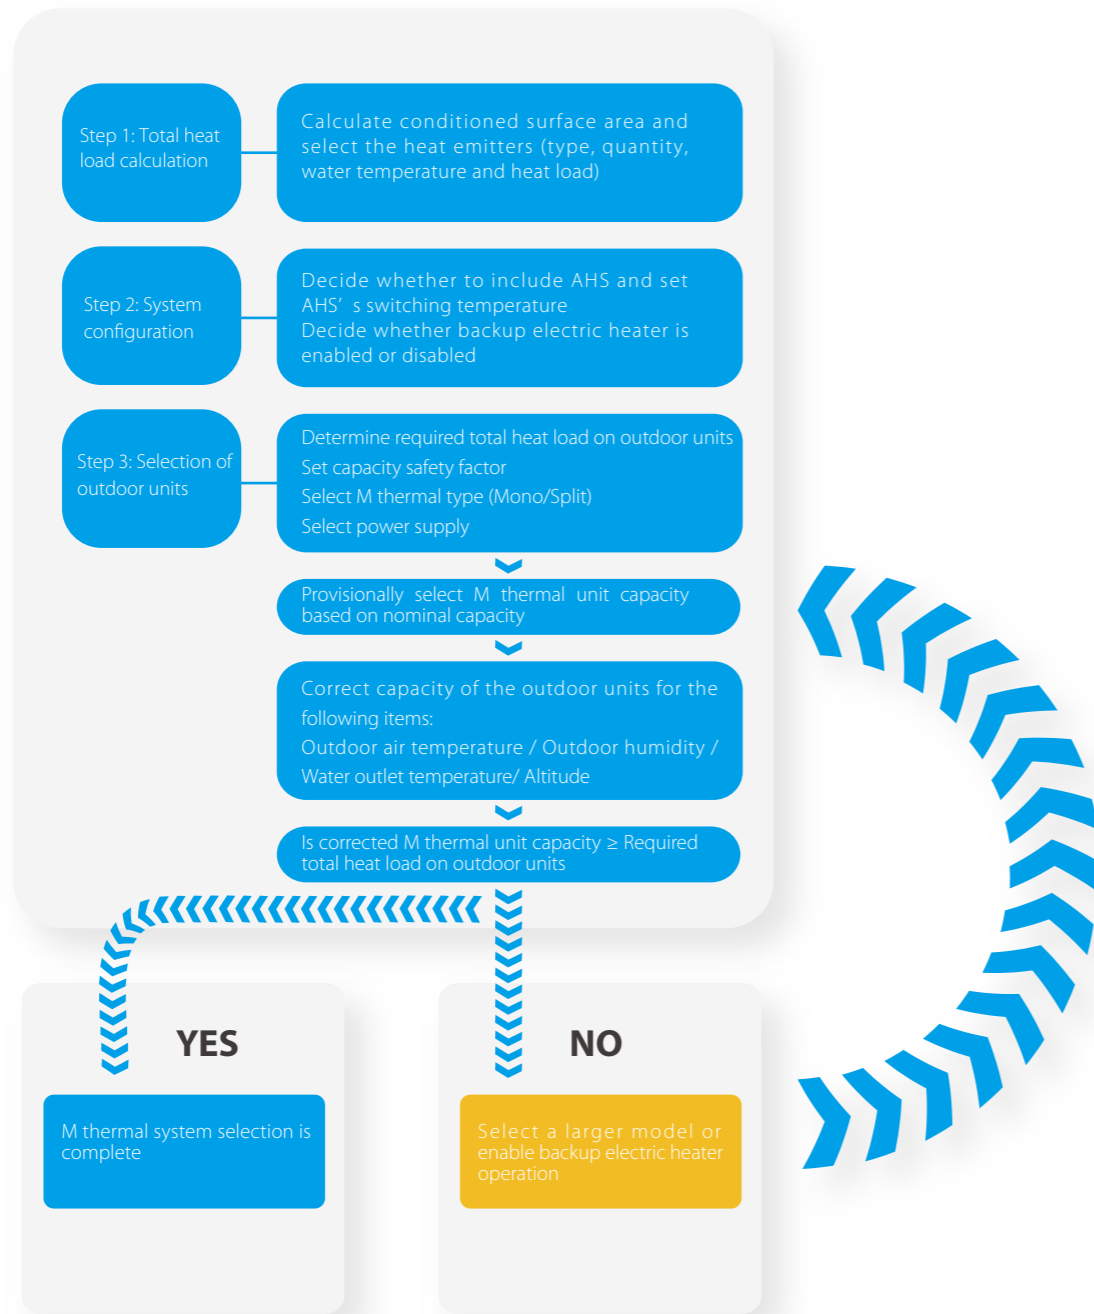 Step 1: Total heat
load calculation
Calculate conditioned surface area and
select the heat emitters (type, quantity,
water temperature and heat load)
Step 2: System
configuration
Decide whether to include AHS and set
AHS’ s switching temperature
Decide whether backup electric heater is
enabled or disabled
Step 3: Selection of
outdoor units
Determine required total heat load on outdoor units
Set capacity safety factor
Select M thermal type (Mono/Split)
Select power supply
Provisionally select M thermal unit capacity
based on nominal capacity
Correct capacity of the outdoor units for the
following items:
Outdoor air temperature / Outdoor humidity /
Water outlet temperature/ Altitude
Is corrected M thermal unit capacity ≥ Required
total heat load on outdoor units
YES
M thermal system selection is
complete
NO
Select a larger model or
enable backup electric heater
operation